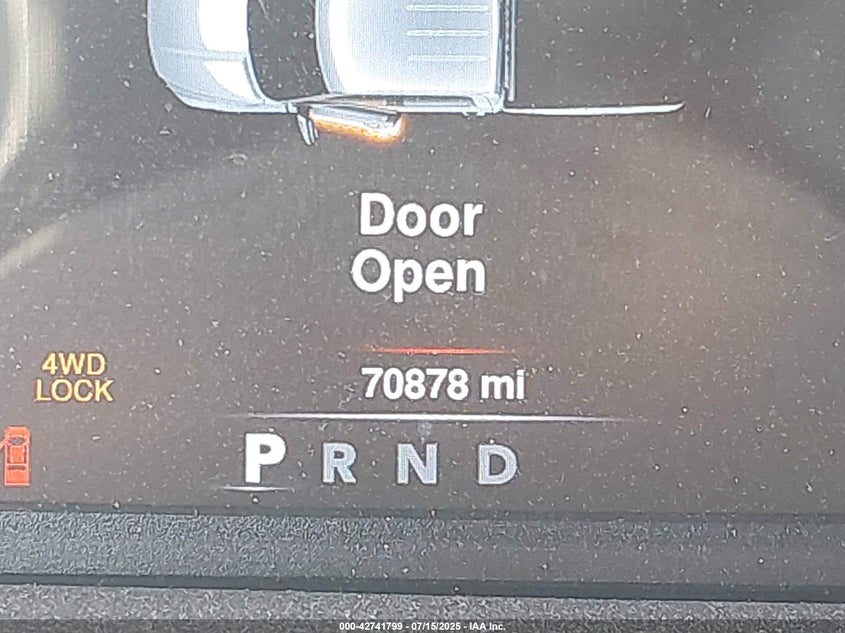 Door
Open
4WD
LOCK
70878 mi
P R N D
000-42741799 - 07/15/2025 - IAA Inc.